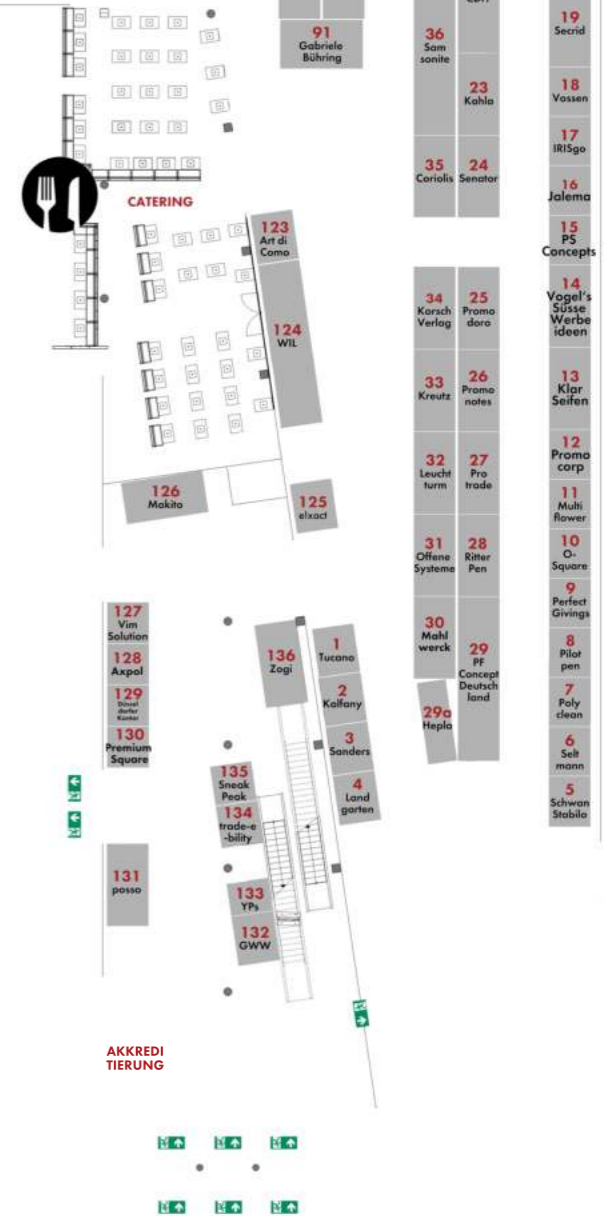 91
Gabriele
Bühring
36
Sam
sonite
23
Kahla
35
Coriolis
24
Senator
19
Secrid
18
Vossen
17
IRISgo
16
Jalema
15
PS
Concepts
14
Vogel's
Süsse
Werbe
ideen
13
Klar
Seifen
12
Promo
corp
11
Multi
flower
10
O-
Square
9
Perfect
Givings
8
Pilot
pen
7
Poly
clean
6
Selt
mann
5
Schwan
Stabilo
34
Korsch
Verlag
25
Promo
doro
33
Kreutz
26
Promo
notes
32
Leucht
turm
27
Pro
trade
31
Offene
Systeme
28
Ritter
Pen
30
Mahl
werck
29
PF
Concept
Deutsch
land
29a
Hepla
CATERING
123
Art di
Como
124
WIL
126
Makito
125
e!xact
127
Vim
Solution
128
Axpol
129
Düssel
dorfer
Kontor
130
Premium
Square
131
posso
136
Zogi
1
Tucano
2
Kalfany
3
Sanders
4
Land
garten
135
Sneak
Peak
134
trade-e
-bility
133
YPs
132
GWW
AKKREDI
TIERUNG